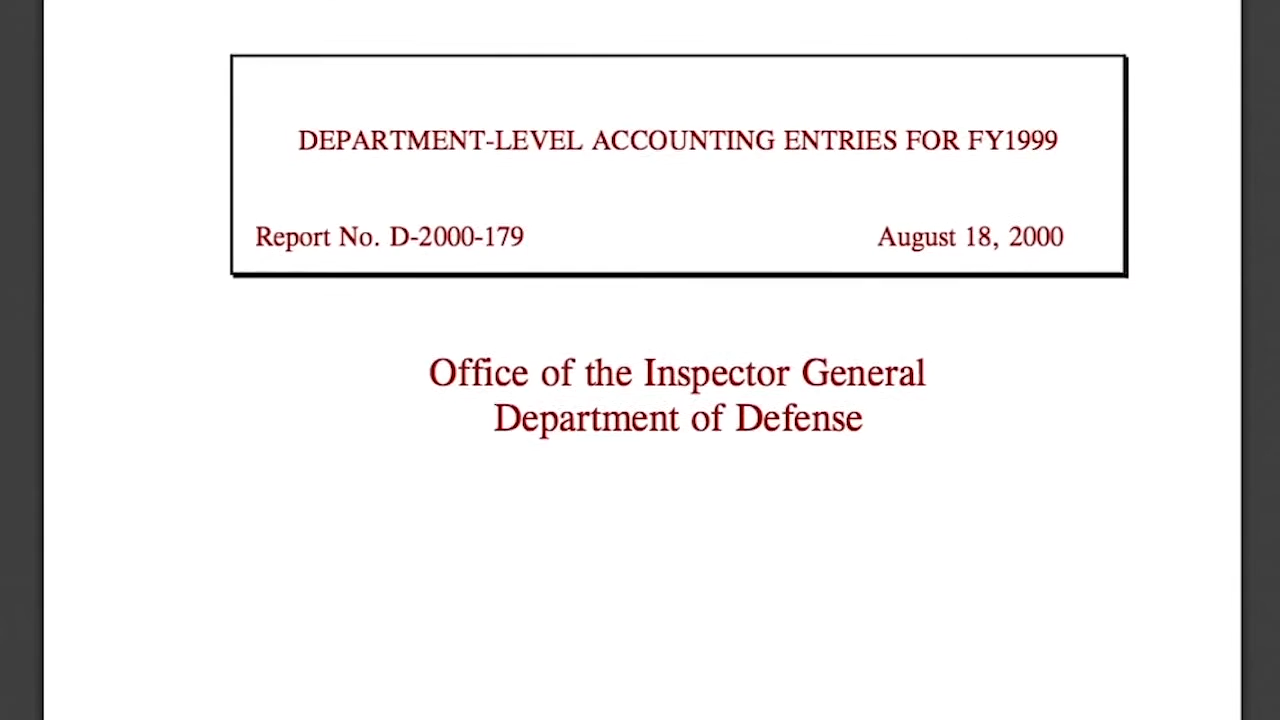 DEPARTMENT-LEVEL ACCOUNTING ENTRIES FOR FY1999
Report No. D-2000-179 August 18, 2000
Office of the Inspector General
Department of Defense